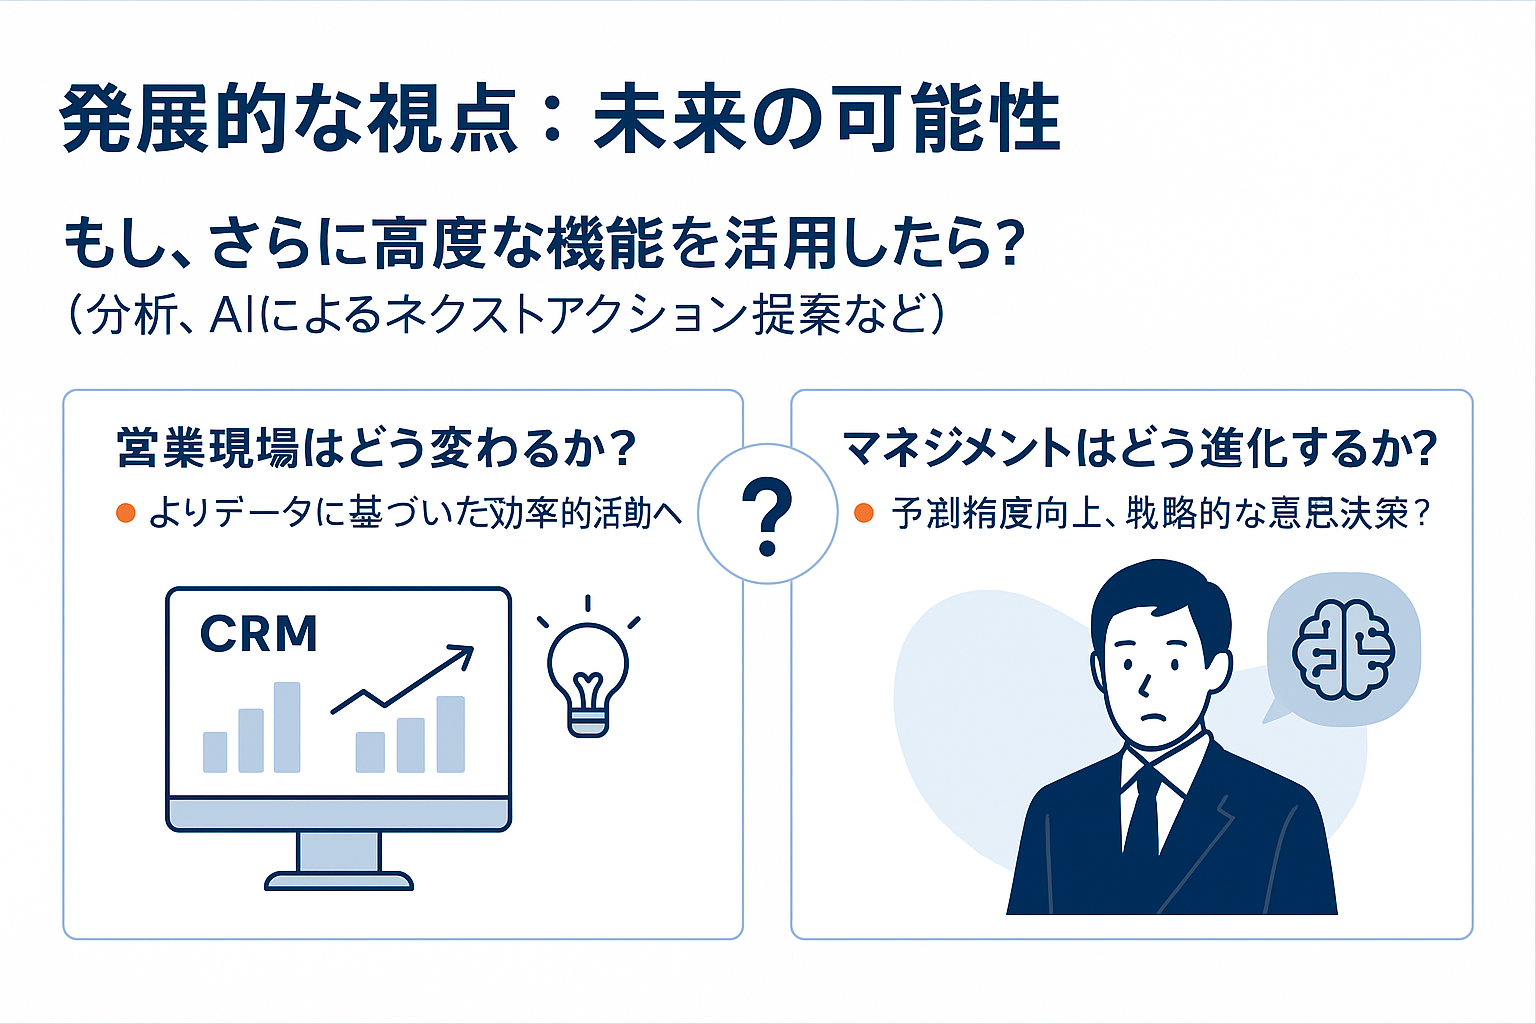 発展的な視点：未来の可能性
もし、さらに高度な機能を活用したら?
（分析、AIによるネクストアクション提案など）
営業現場はどう変わるか?
● よりデータに基づいた効率的活動へ
?
マネジメントはどう進化するか?
● 予測精度向上、戦略的な意思決策?
CRM